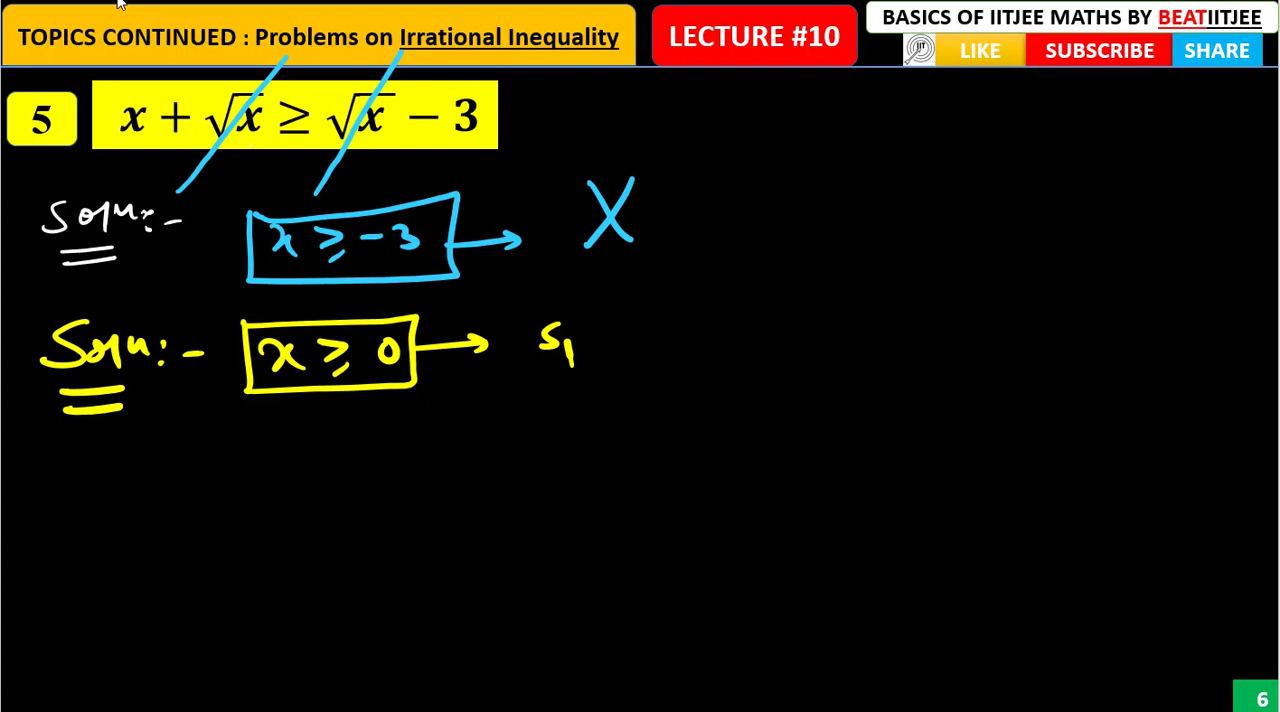 TOPICS CONTINUED : Problems on Irrational Inequality
LECTURE #10
BASICS OF IITJEE MATHS BY BEATIITJEE
IIT
LIKE
SUBSCRIBE
SHARE
5
x + √x ≥ √x − 3
Soln:-
x ≥ -3 → X
Soln:- x ≥ 0 → S1
6